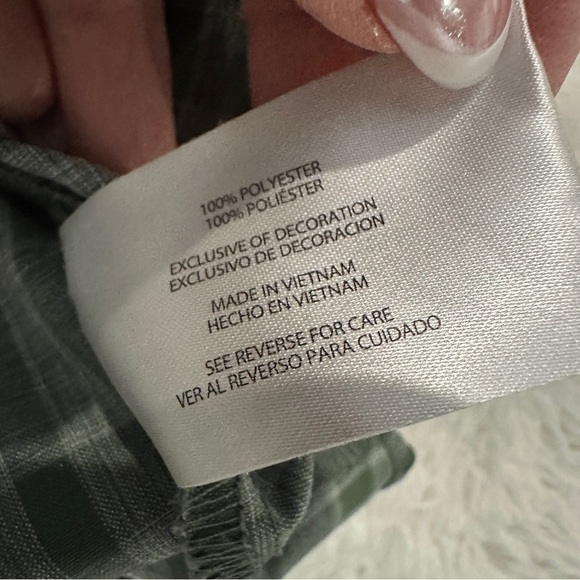 100% POLYESTER
100% POLIÉSTER
EXCLUSIVE OF DECORATION
EXCLUSIVO DE DECORACION
MADE IN VIETNAM
HECHO EN VIETNAM
SEE REVERSE FOR CARE
VER AL REVERSO PARA CUIDADO